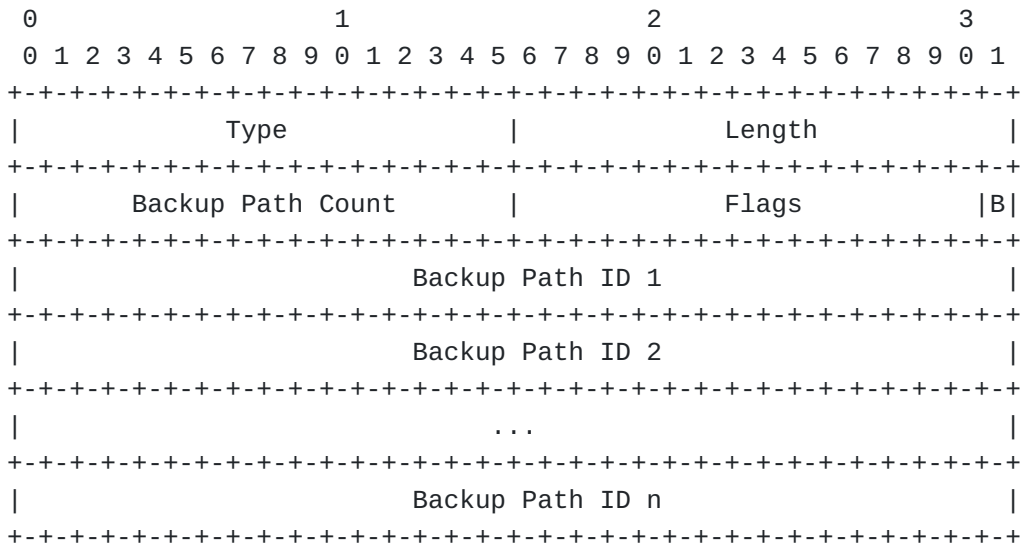 0                   1                   2                   3
 0 1 2 3 4 5 6 7 8 9 0 1 2 3 4 5 6 7 8 9 0 1 2 3 4 5 6 7 8 9 0 1
+-+-+-+-+-+-+-+-+-+-+-+-+-+-+-+-+-+-+-+-+-+-+-+-+-+-+-+-+-+-+-+-+
|             Type              |             Length            |
+-+-+-+-+-+-+-+-+-+-+-+-+-+-+-+-+-+-+-+-+-+-+-+-+-+-+-+-+-+-+-+-+
|       Backup Path Count       |             Flags           |B|
+-+-+-+-+-+-+-+-+-+-+-+-+-+-+-+-+-+-+-+-+-+-+-+-+-+-+-+-+-+-+-+-+
|                         Backup Path ID 1                      |
+-+-+-+-+-+-+-+-+-+-+-+-+-+-+-+-+-+-+-+-+-+-+-+-+-+-+-+-+-+-+-+-+
|                         Backup Path ID 2                      |
+-+-+-+-+-+-+-+-+-+-+-+-+-+-+-+-+-+-+-+-+-+-+-+-+-+-+-+-+-+-+-+-+
|                              ...                              |
+-+-+-+-+-+-+-+-+-+-+-+-+-+-+-+-+-+-+-+-+-+-+-+-+-+-+-+-+-+-+-+-+
|                         Backup Path ID n                      |
+-+-+-+-+-+-+-+-+-+-+-+-+-+-+-+-+-+-+-+-+-+-+-+-+-+-+-+-+-+-+-+-+